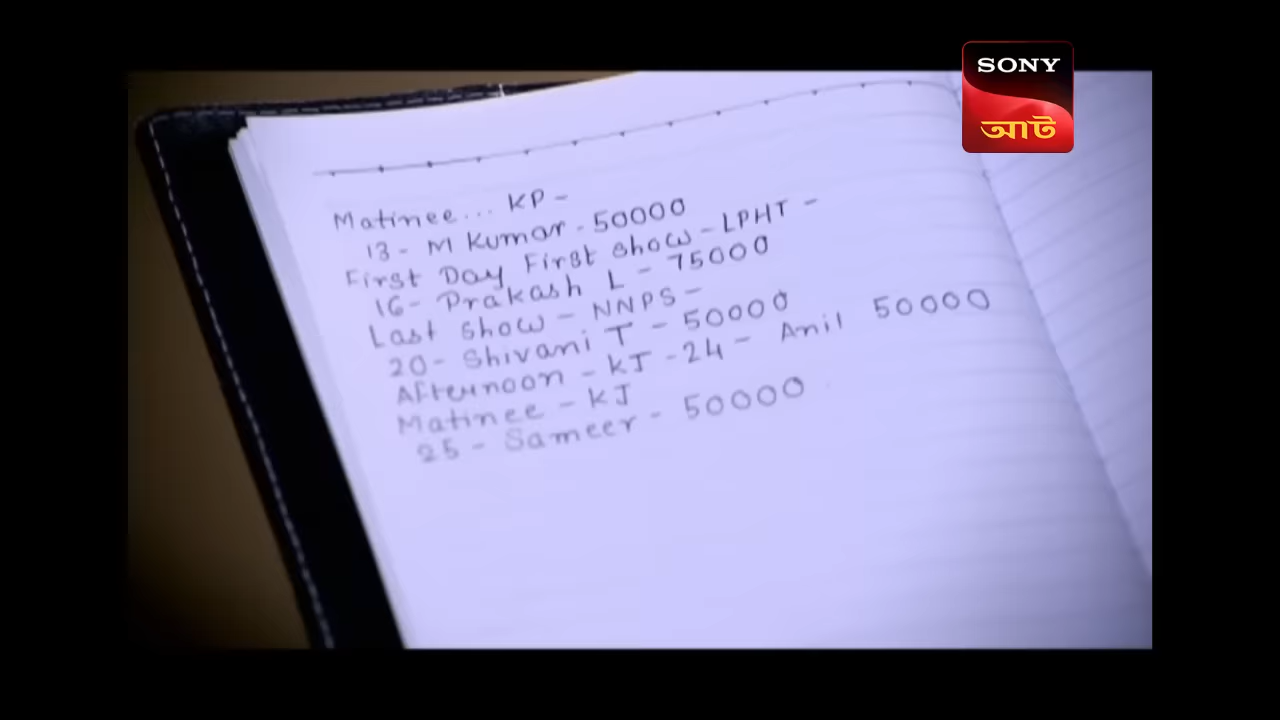 SONY
আট
Matinee... KP -
13 - M Kumar - 50000
First Day First Show - LPHT -
16 - Prakash L - 75000
Last Show - NNPS -
20 - Shivani T - 50000
Afternoon - KJ - 24 - Anil 50000
Matinee - KJ
25 - Sameer - 50000